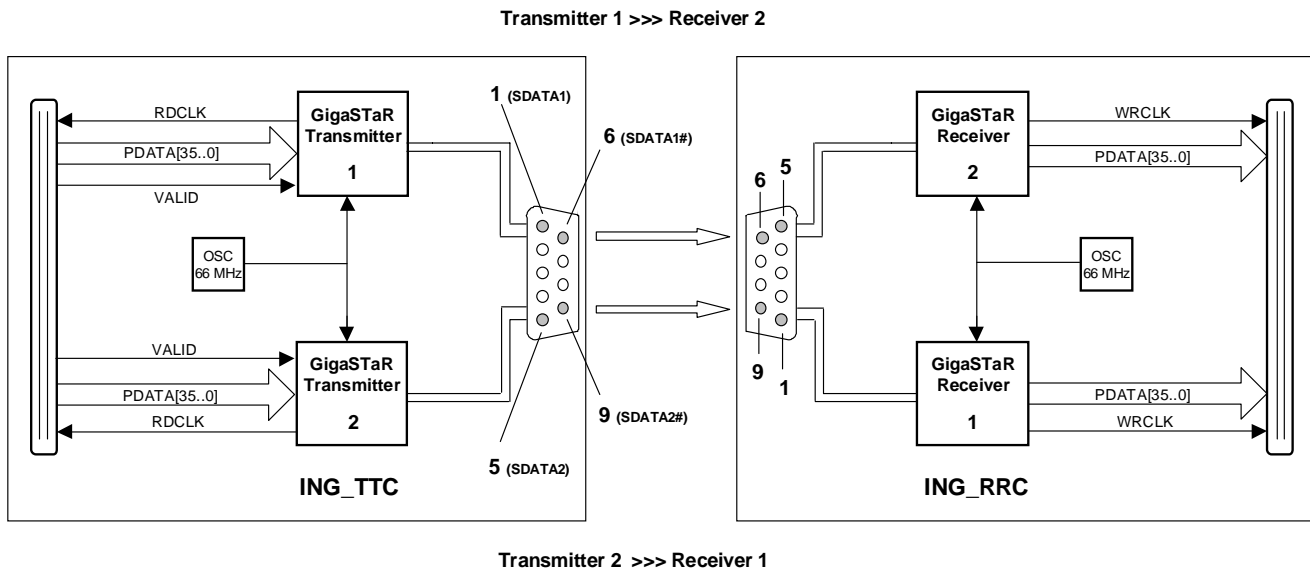 Transmitter 1 >>> Receiver 2
RDCLK
PDATA[35..0]
VALID
GigaSTaR
Transmitter
1
OSC
66 MHz
VALID
PDATA[35..0]
RDCLK
GigaSTaR
Transmitter
2
1 (SDATA1)
6 (SDATA1#)
9 (SDATA2#)
5 (SDATA2)
ING_TTC
6
5
9
1
GigaSTaR
Receiver
2
WRCLK
PDATA[35..0]
OSC
66 MHz
GigaSTaR
Receiver
1
PDATA[35..0]
WRCLK
ING_RRC
Transmitter 2 >>> Receiver 1